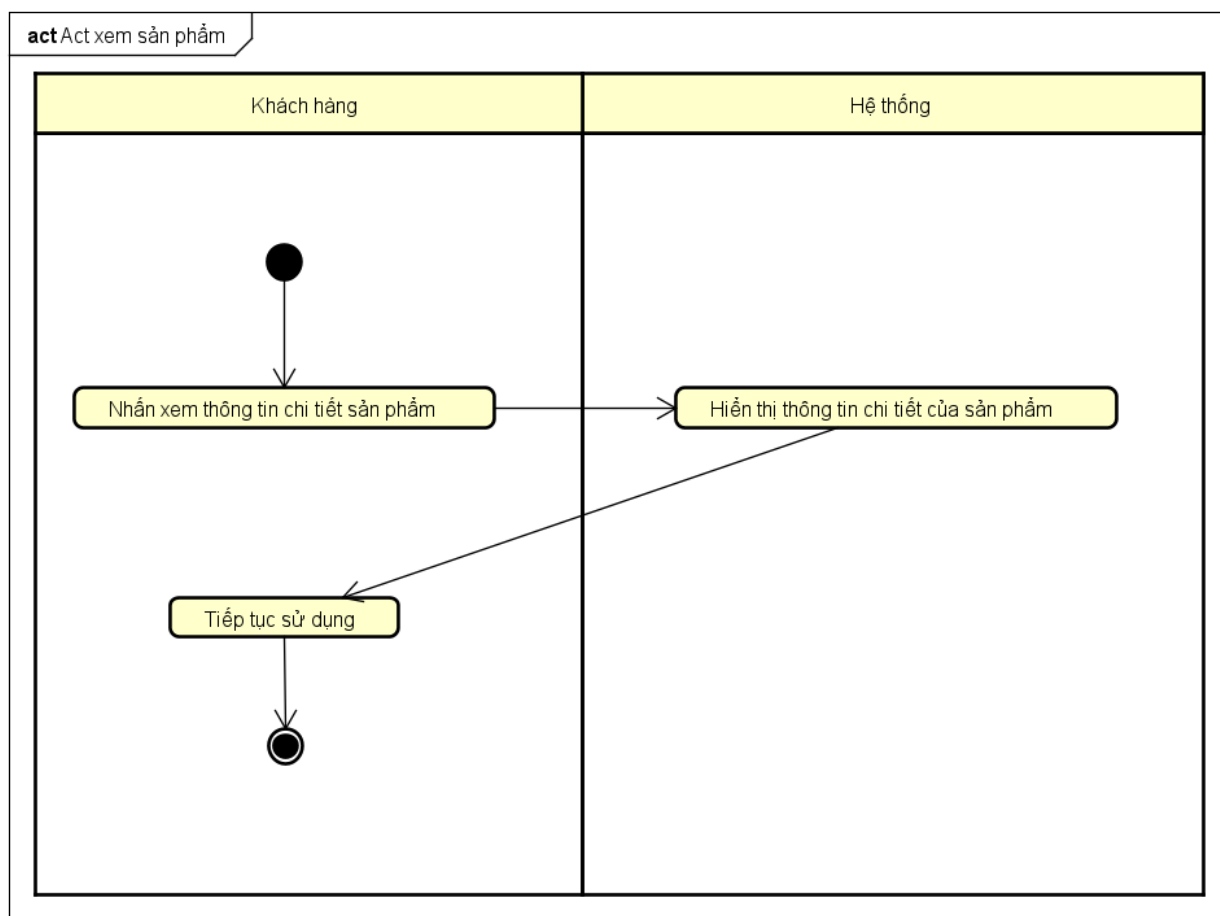 act Act xem sản phẩm
Khách hàng
Hệ thống
Nhấn xem thông tin chi tiết sản phẩm
Hiển thị thông tin chi tiết của sản phẩm
Tiếp tục sử dụng